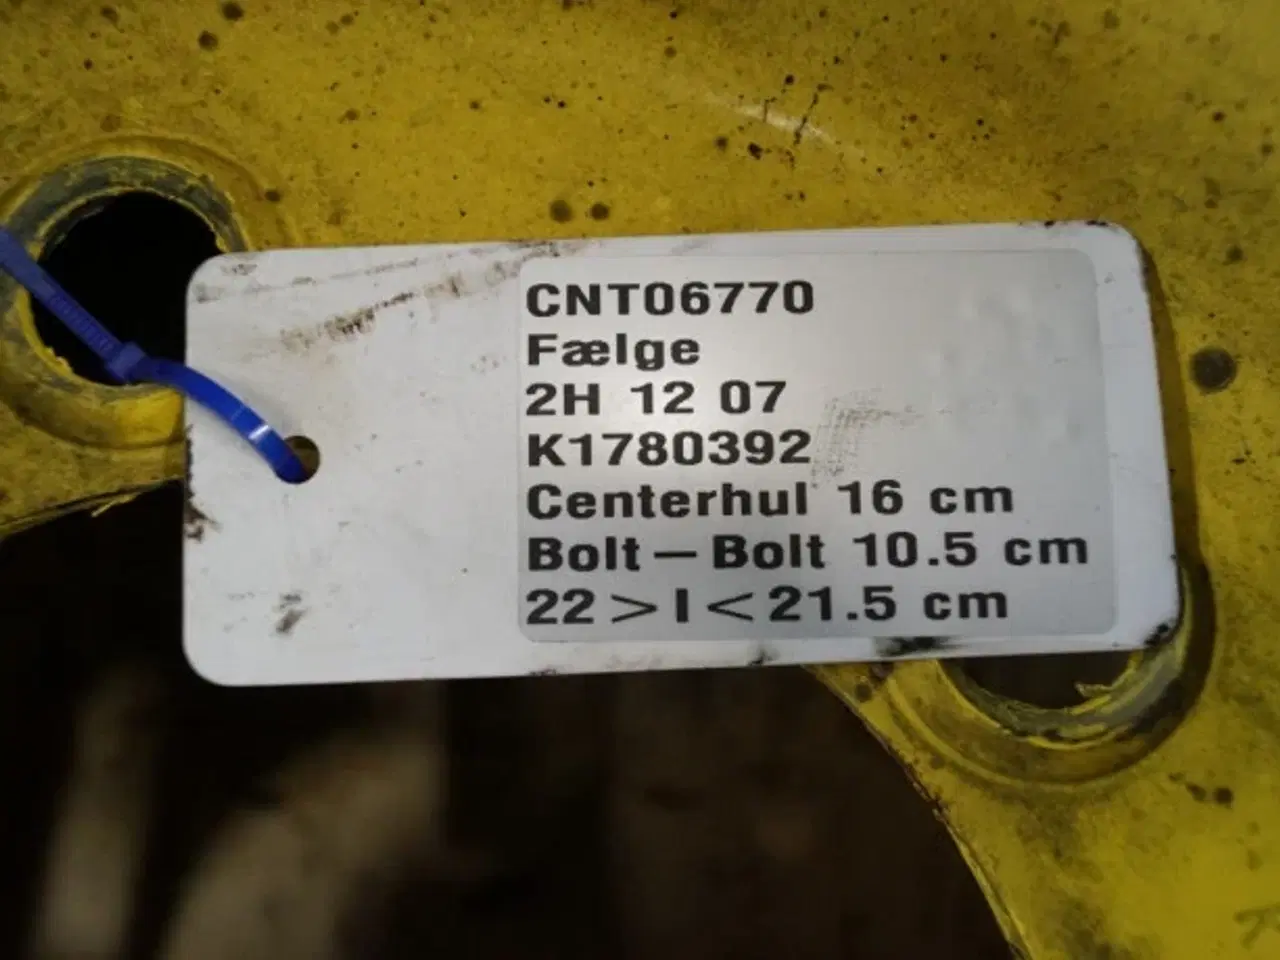 CNT06770
Fælge
2H 12 07
K1780392
Centerhul 16 cm
Bolt – Bolt 10.5 cm
22 > I < 21.5 cm